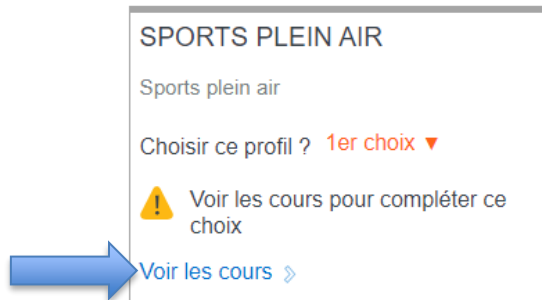 SPORTS PLEIN AIR
Sports plein air
Choisir ce profil ? 1er choix ▼
Voir les cours pour compléter ce
choix
Voir les cours